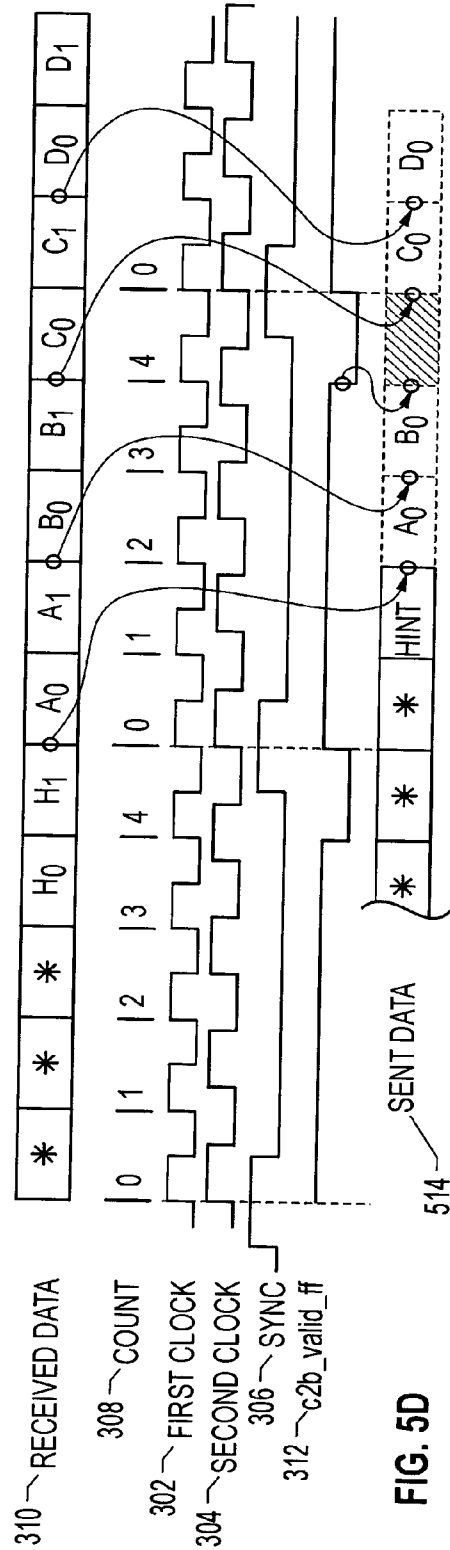 310 RECEIVED DATA * * * H0 H1 A0 A1 B0 B1 C0 C1 D0 D1
308 COUNT 0 1 2 3 4 0 1 2 3 4 0
302 FIRST CLOCK
304 SECOND CLOCK
306 SYNC
312 c2b_valid_ff
514 SENT DATA * * * HINT A0 B0 C0 D0
FIG. 5D